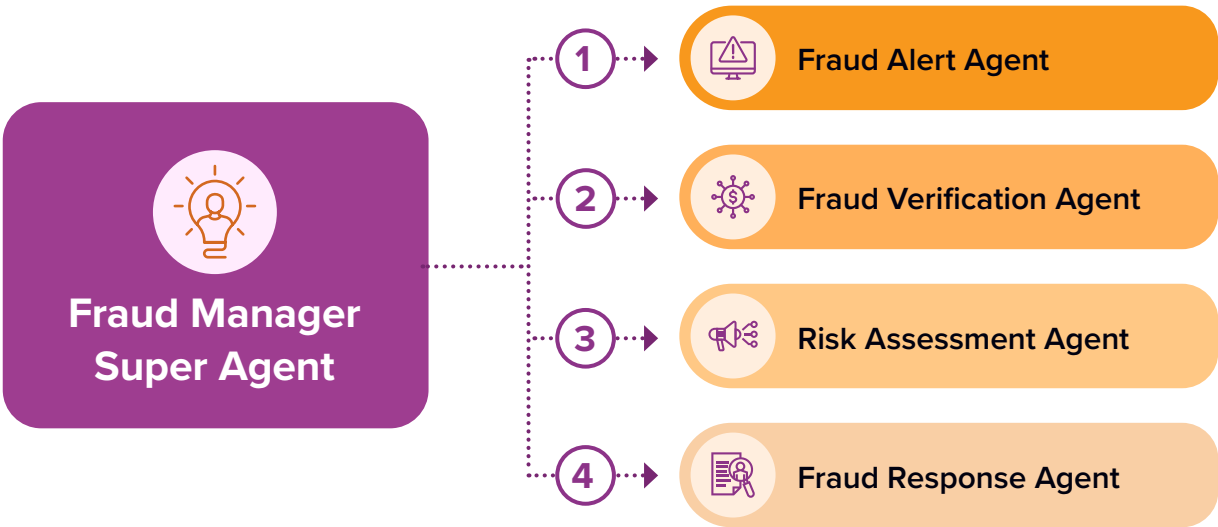 Fraud Manager
Super Agent
1
Fraud Alert Agent
2
$
Fraud Verification Agent
3
Risk Assessment Agent
4
Fraud Response Agent